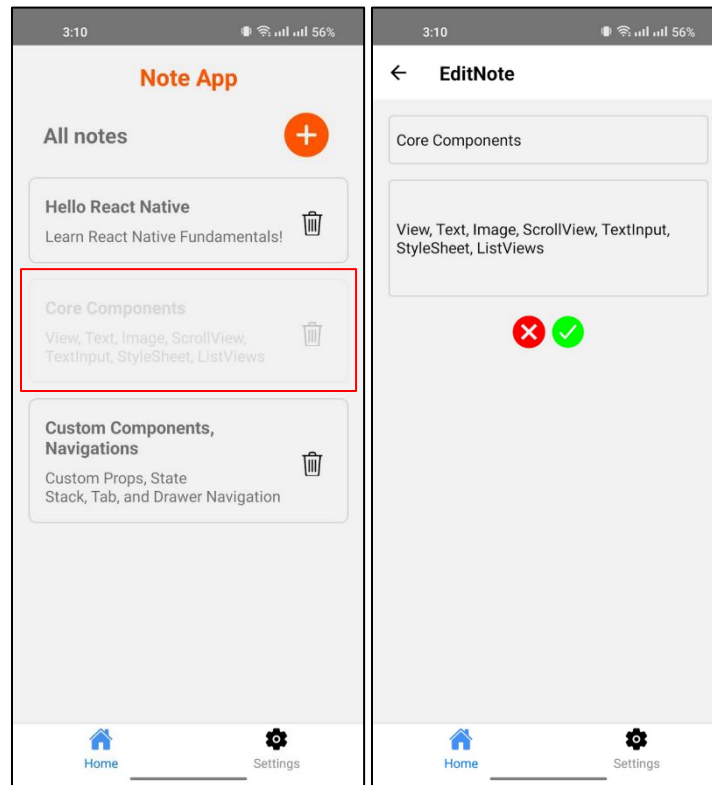 3:10
56%
Note App
All notes
Hello React Native
Learn React Native Fundamentals!
Core Components
View, Text, Image, ScrollView,
TextInput, StyleSheet, ListViews
Custom Components,
Navigations
Custom Props, State
Stack, Tab, and Drawer Navigation
Home
Settings
3:10
56%
EditNote
Core Components
View, Text, Image, ScrollView, TextInput,
StyleSheet, ListViews
Home
Settings